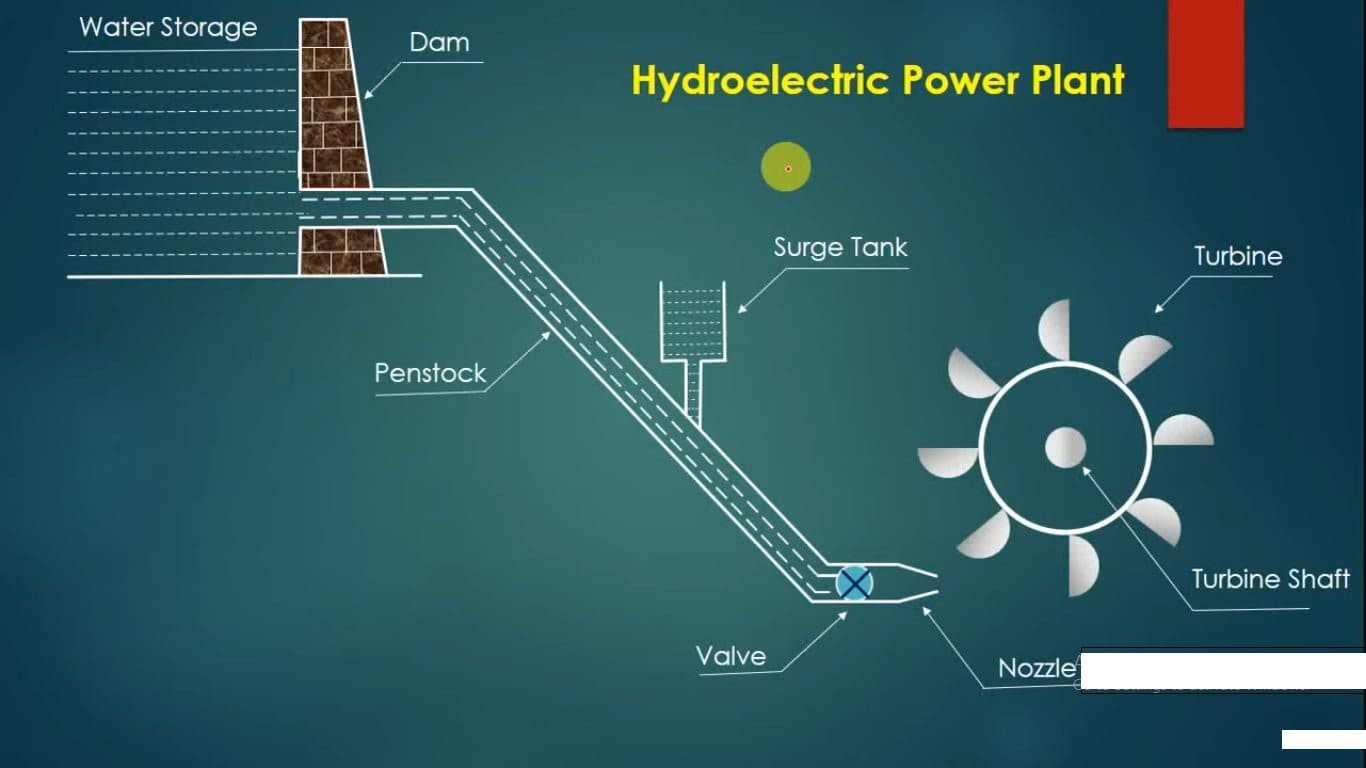 Water Storage
Dam
Hydroelectric Power Plant
Surge Tank
Turbine
Penstock
Turbine Shaft
Valve
Nozzle